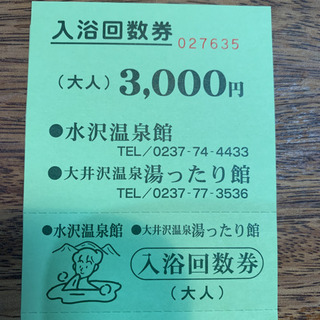 入浴回数券
027635
(大人) 3,000円
●水沢温泉館
TEL/0237-74-4433
●大井沢温泉湯ったり館
TEL/0237-77-3536
●水沢温泉館 ●大井沢温泉湯ったり館
入浴回数券
(大人)